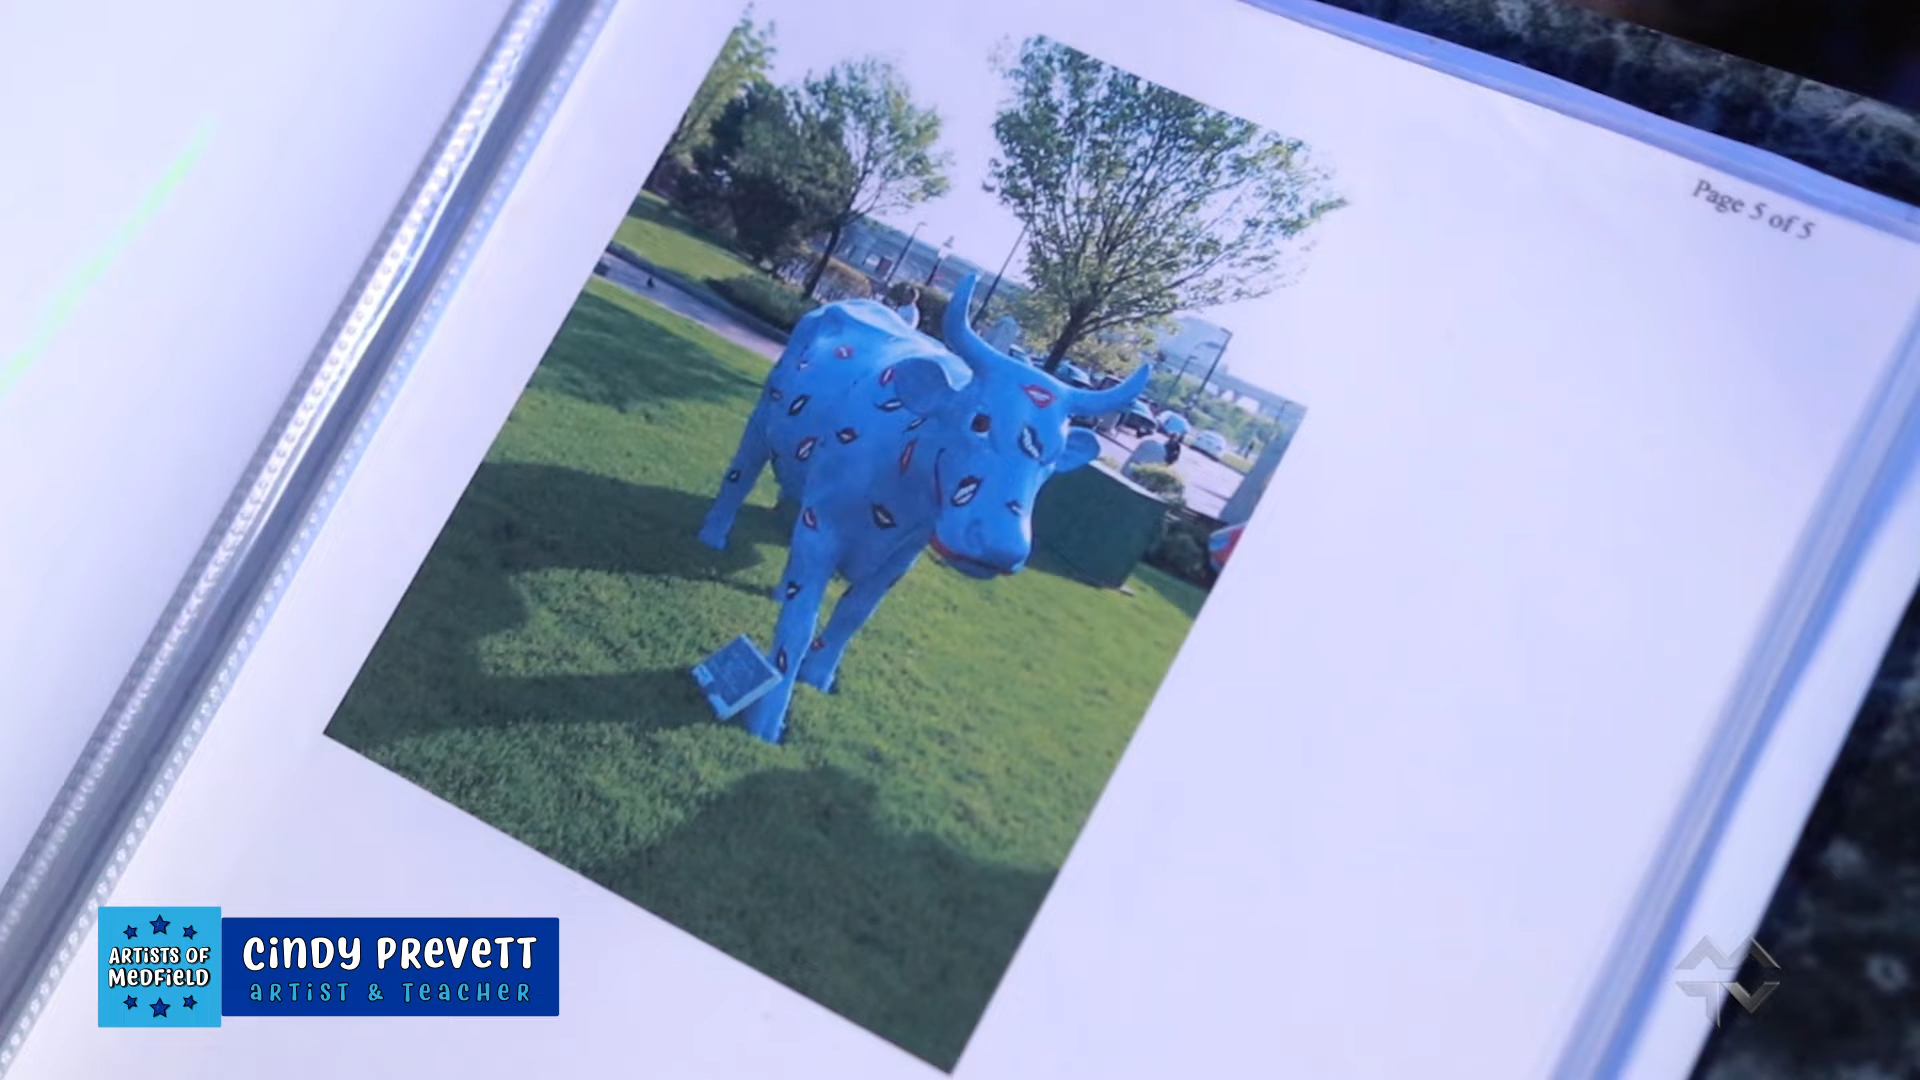 Page 5 of 5
ARTISTS OF
MEDFIELD
CINDY PREVETT
ARTIST & TEACHER